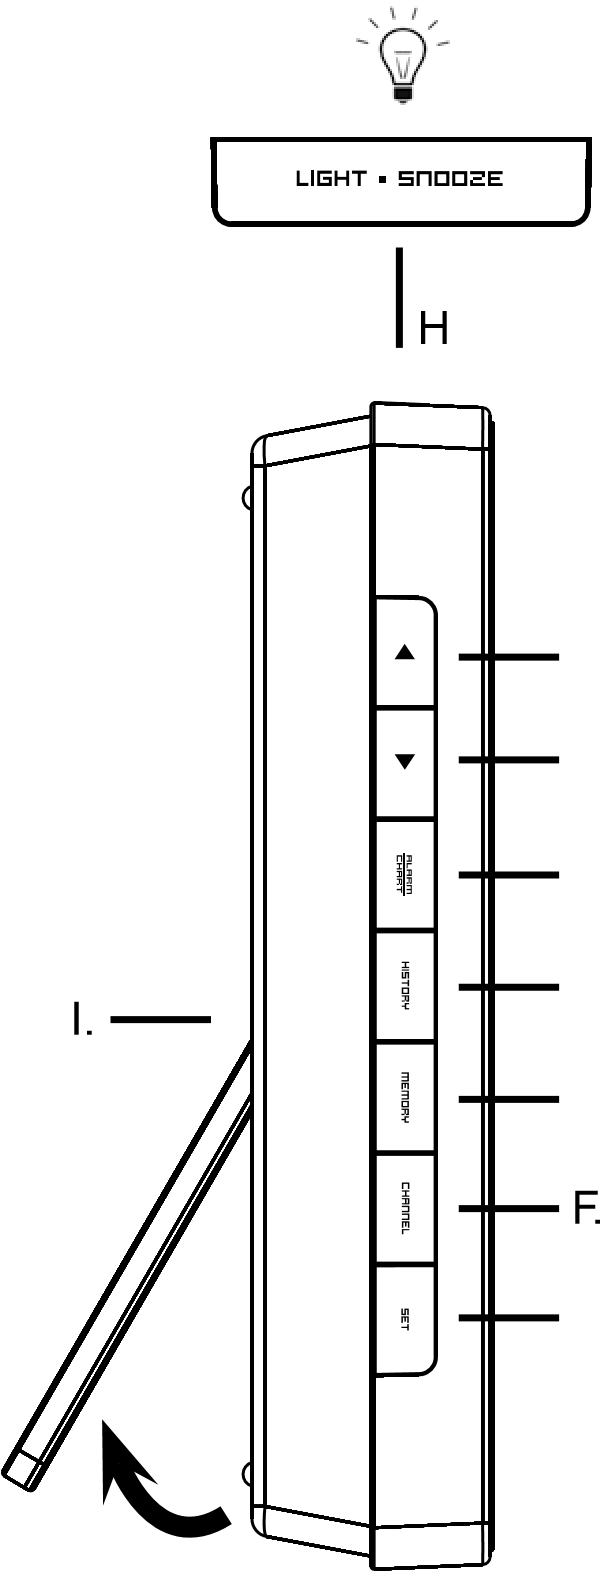 LIGHT ▪ SNOOZE
H
▲
▼
ALARM
CHART
HISTORY
I.
MEMORY
CHANNEL
F.
SET